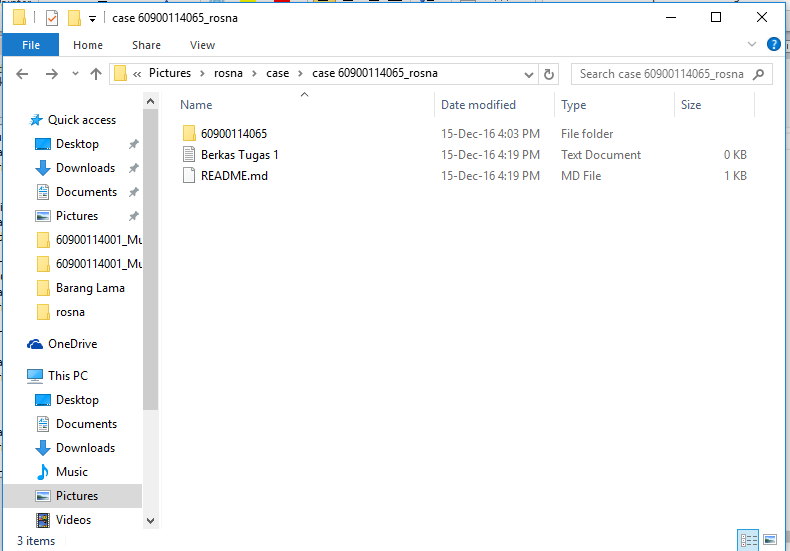 case 60900114065_rosna
File Home Share View
« Pictures › rosna › case › case 60900114065_rosna
Search case 60900114065_rosna
Name Date modified Type Size
60900114065 15-Dec-16 4:03 PM File folder
Berkas Tugas 1 15-Dec-16 4:19 PM Text Document 0 KB
README.md 15-Dec-16 4:19 PM MD File 1 KB
Quick access
Desktop
Downloads
Documents
Pictures
60900114001_Mu
60900114001_Mu
Barang Lama
rosna
OneDrive
This PC
Desktop
Documents
Downloads
Music
Pictures
Videos
3 items